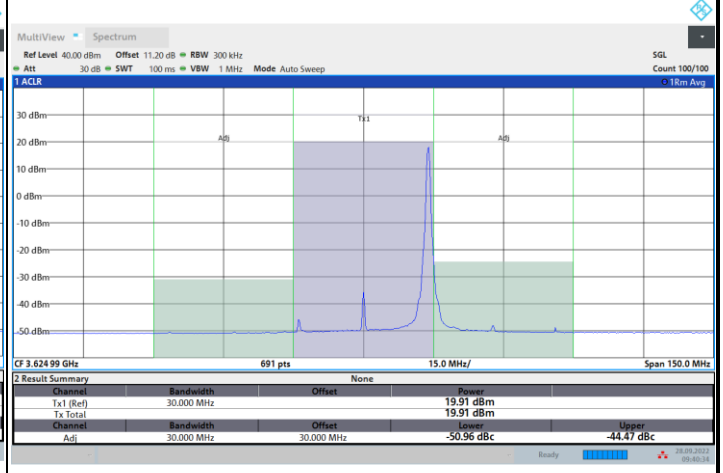 MultiView Spectrum
Ref Level 40.00 dBm Offset 11.20 dB RBW 300 kHz SGL
Att 30 dB SWT 100 ms VBW 1 MHz Mode Auto Sweep Count 100/100
1 ACLR 1Rm Avg
30 dBm
Tx1
20 dBm
Adj Adj
10 dBm
0 dBm
-10 dBm
-20 dBm
-30 dBm
-40 dBm
-50 dBm
CF 3.624 99 GHz 691 pts 15.0 MHz/ Span 150.0 MHz
2 Result Summary None
Channel Bandwidth Offset Power
Tx1 (Ref) 30.000 MHz 19.91 dBm
Tx Total 19.91 dBm
Channel Bandwidth Offset Lower Upper
Adj 30.000 MHz 30.000 MHz -50.96 dBc -44.47 dBc
Ready 28.09.2022
09:40:34